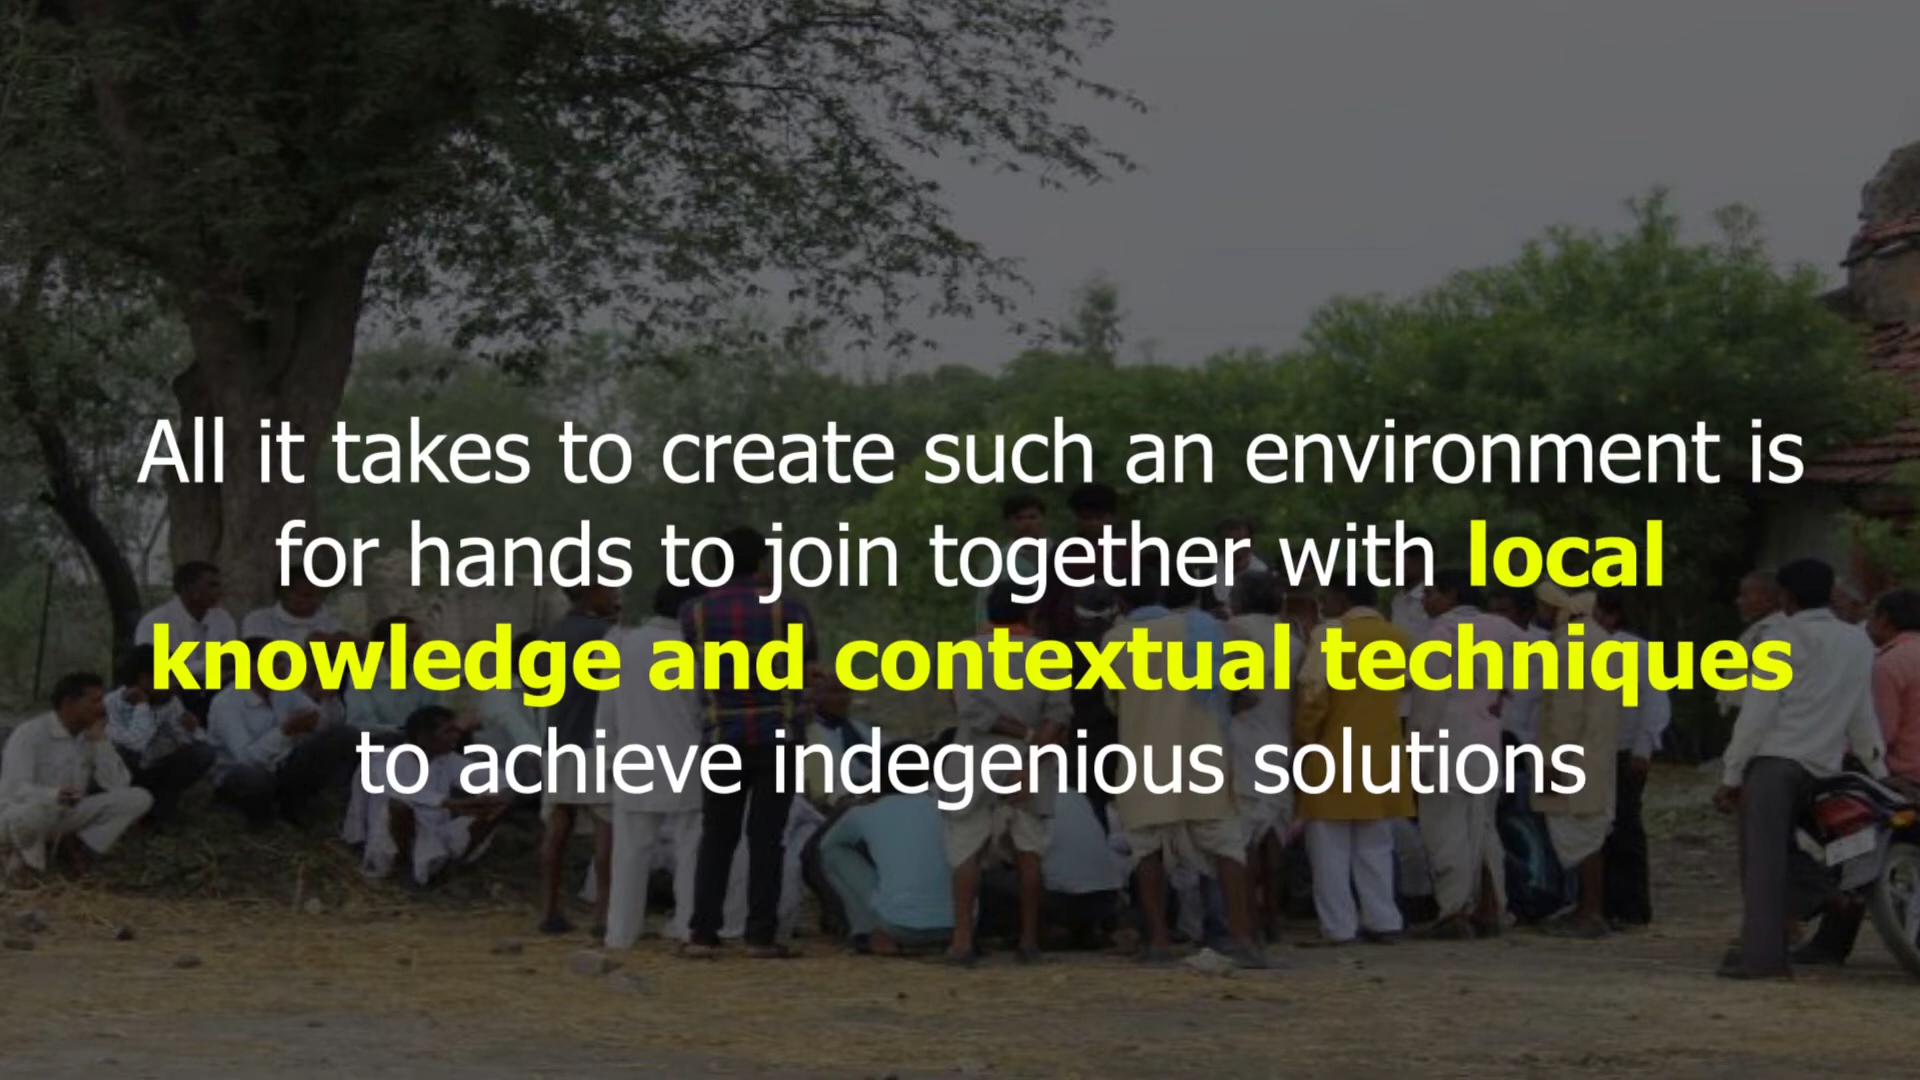 All it takes to create such an environment is
for hands to join together with local
knowledge and contextual techniques
to achieve indegenious solutions